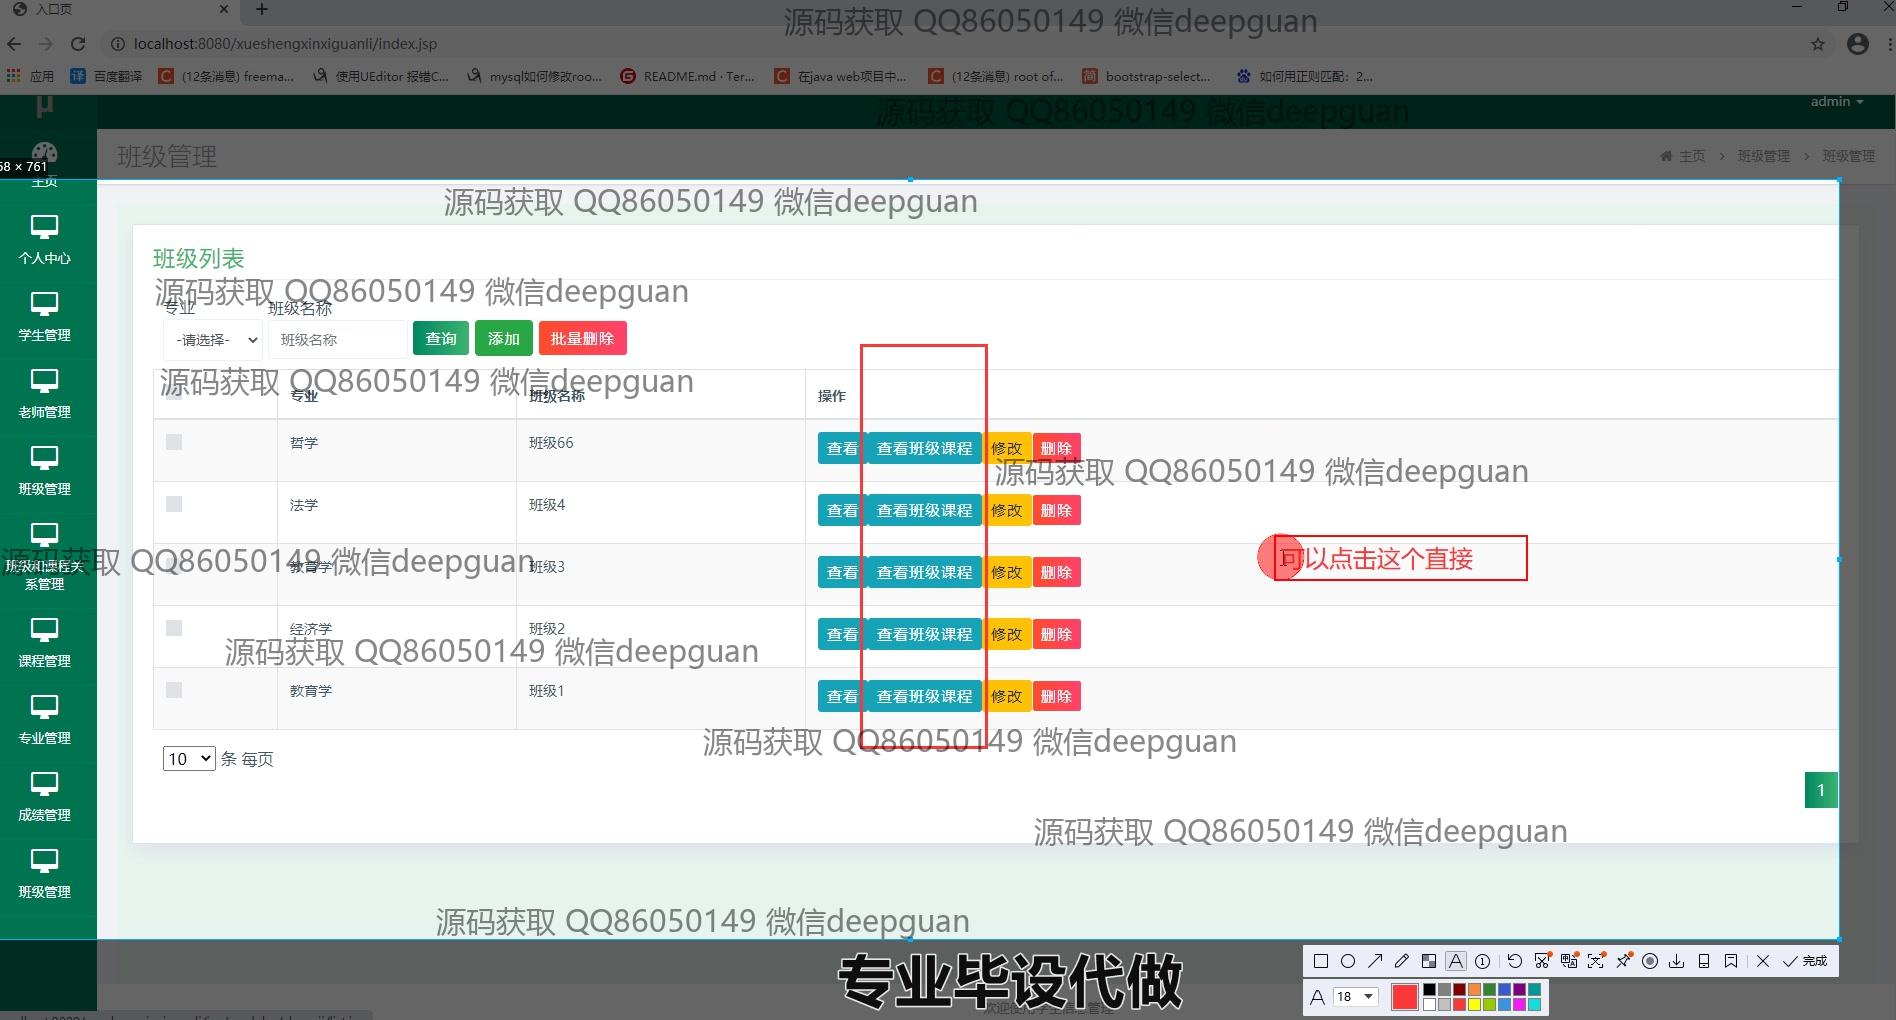 入口页
源码获取 QQ86050149 微信deepguan
localhost:8080/xueshengxinxiguanli/index.jsp
应用 百度翻译 (12条消息) freema... 使用UEditor 报错C... mysql如何修改roo... README.md · Ter... 在java web项目中... (12条消息) root of... bootstrap-select... 如何用正则匹配：2...
μ
源码获取 QQ86050149 微信deepguan
admin
班级管理
主页 > 班级管理 > 班级管理
58 × 761
主页
源码获取 QQ86050149 微信deepguan
个人中心
学生管理
老师管理
班级管理
班级和课程关
系管理
课程管理
专业管理
成绩管理
班级管理
班级列表
源码获取 QQ86050149 微信deepguan
专业 班级名称
-请选择- 班级名称 查询 添加 批量删除
源码获取 QQ86050149 微信deepguan
专业 班级名称 操作
哲学 班级66 查看 查看班级课程 修改 删除
源码获取 QQ86050149 微信deepguan
法学 班级4 查看 查看班级课程 修改 删除
源码获取 QQ86050149 微信deepguan
教育学 班级3 查看 查看班级课程 修改 删除
可以点击这个直接
经济学 班级2 查看 查看班级课程 修改 删除
源码获取 QQ86050149 微信deepguan
教育学 班级1 查看 查看班级课程 修改 删除
源码获取 QQ86050149 微信deepguan
10 条 每页
1
源码获取 QQ86050149 微信deepguan
源码获取 QQ86050149 微信deepguan
专业毕设代做
完成
A 18
欢迎使用学生信息管理